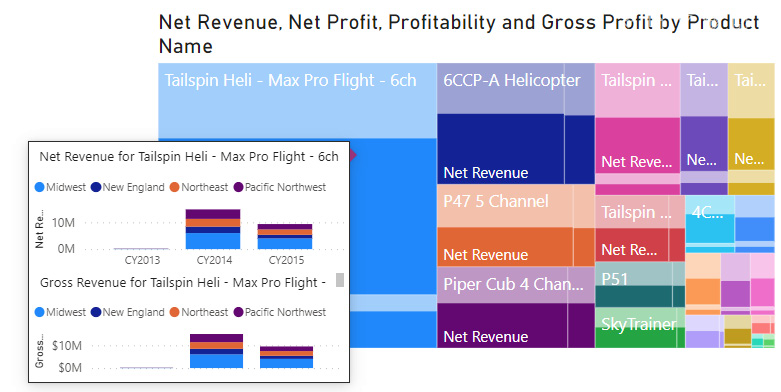 Net Revenue, Net Profit, Profitability and Gross Profit by Product
Name
Tailspin Heli - Max Pro Flight - 6ch
6CCP-A Helicopter
Tailspin ...
Tai...
Tai...
Net Revenue
Net Reve...
Ne...
Ne...
P47 5 Channel
Tailspin ...
4C...
Net Revenue
Net Re...
Piper Cub 4 Chan...
P51
Net Revenue
SkyTrainer
Net Revenue for Tailspin Heli - Max Pro Flight - 6ch
Midwest New England Northeast Pacific Northwest
Net Re...
10M
0M
CY2013 CY2014 CY2015
Gross Revenue for Tailspin Heli - Max Pro Flight -
Midwest New England Northeast Pacific Northwest
Gross...
$10M
$0M